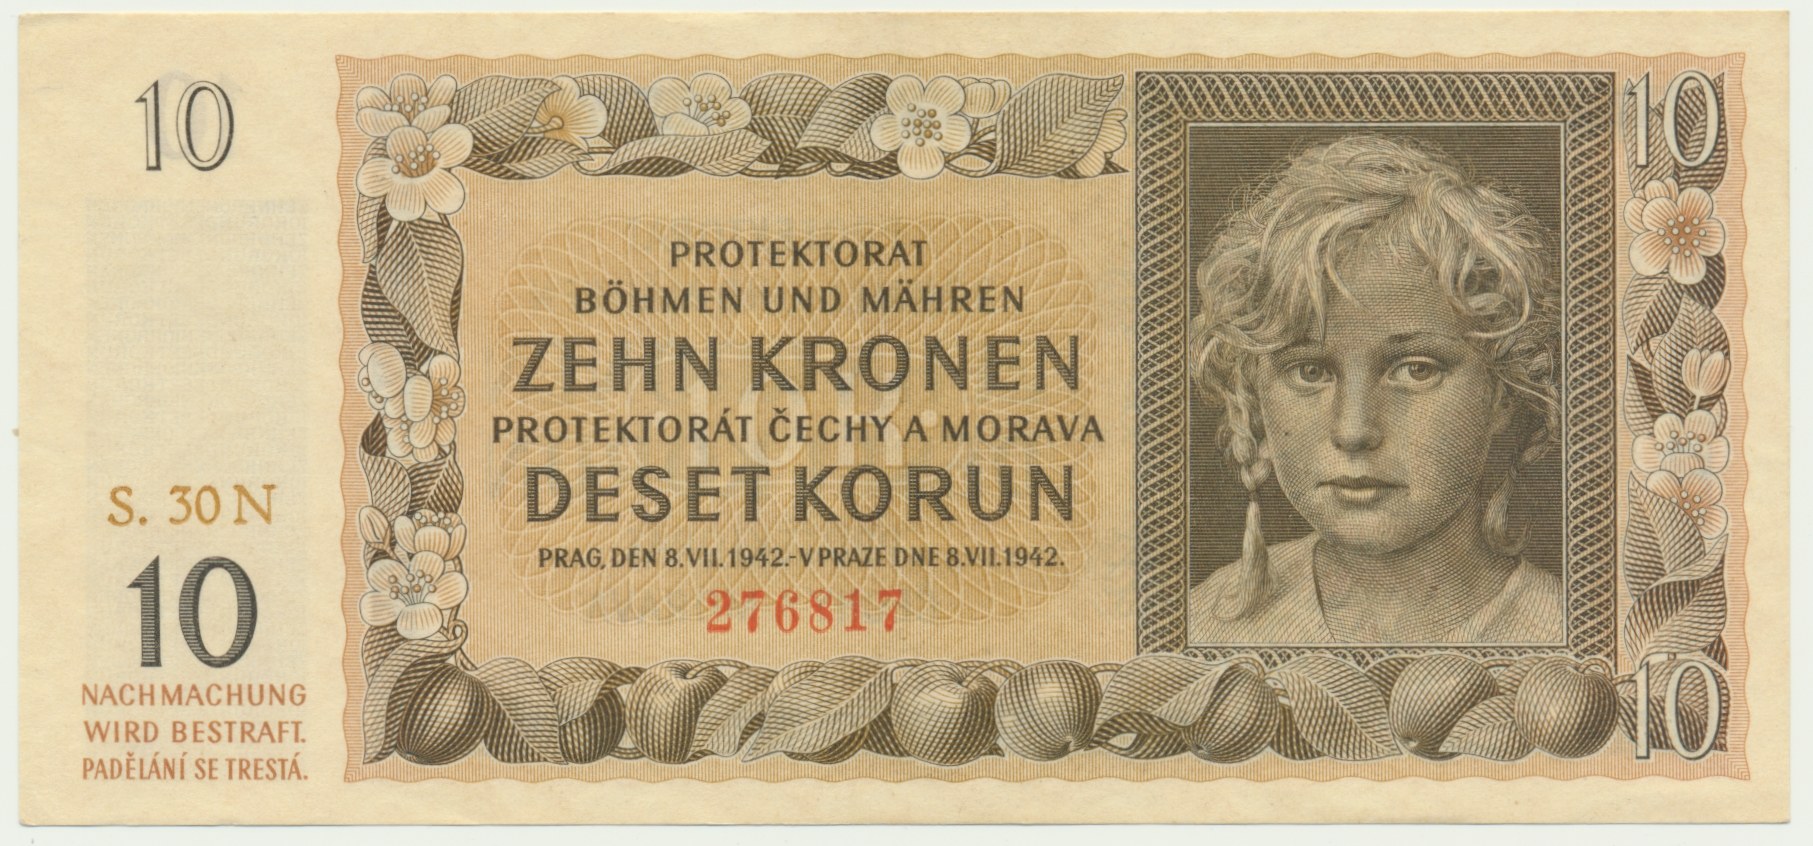 10
10
PROTEKTORAT
BÖHMEN UND MÄHREN
ZEHN KRONEN
PROTEKTORÁT ČECHY A MORAVA
DESET KORUN
PRAG, DEN 8.VII.1942.-V PRAZE DNE 8.VII.1942.
276817
S. 30 N
10
NACHMACHUNG
WIRD BESTRAFT.
PADĚLÁNÍ SE TRESTÁ.
10